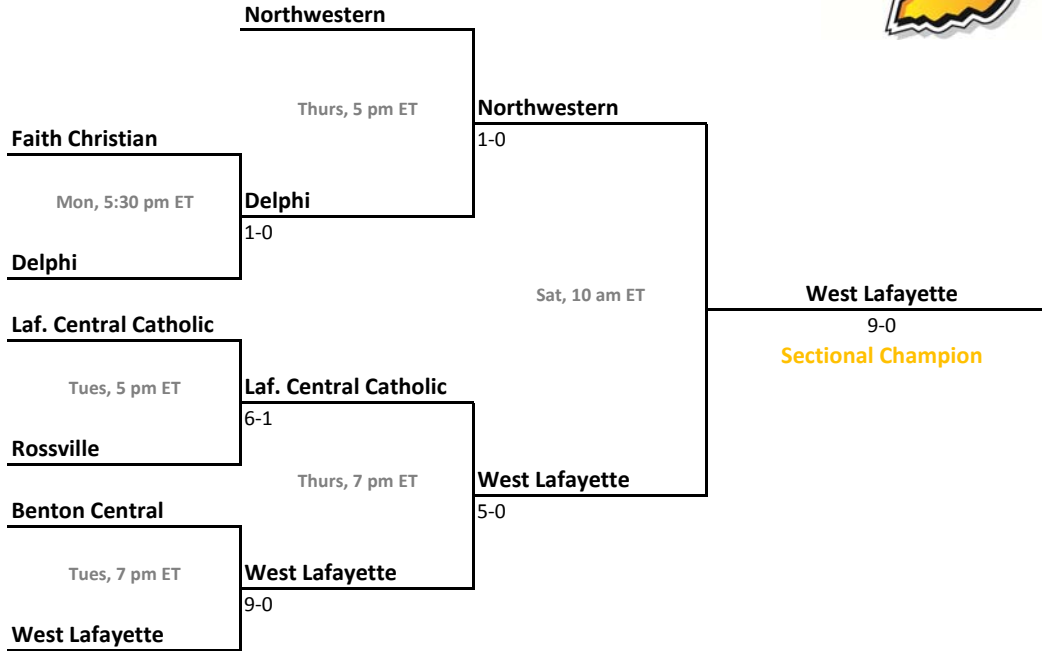 Northwestern
Thurs, 5 pm ET
Northwestern
Faith Christian
1-0
Mon, 5:30 pm ET
Delphi
1-0
Delphi
Sat, 10 am ET
West Lafayette
Laf. Central Catholic
9-0
Sectional Champion
Tues, 5 pm ET
Laf. Central Catholic
6-1
Rossville
Thurs, 7 pm ET
West Lafayette
Benton Central
5-0
Tues, 7 pm ET
West Lafayette
9-0
West Lafayette